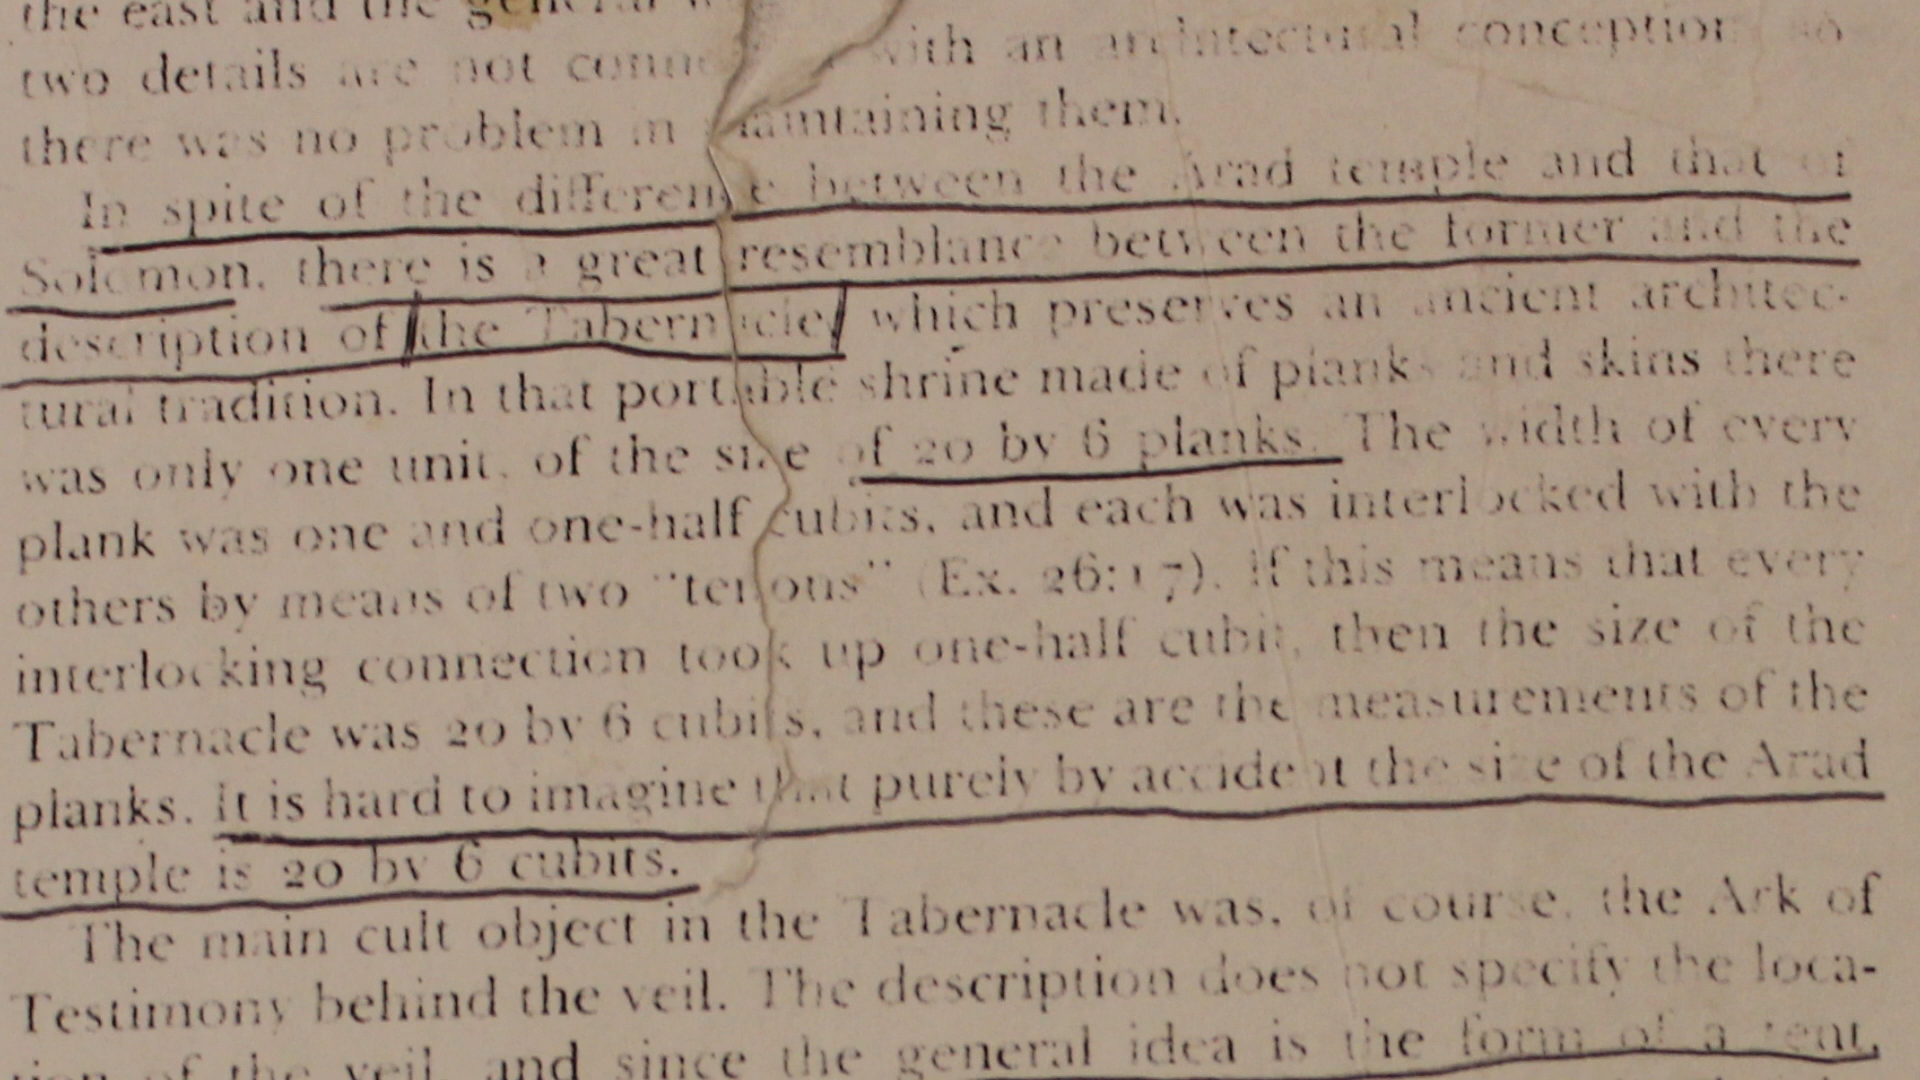 the east and the general
two details are not with an architectural conception, so
there was no problem in maintaining them.
In spite of the difference between the Arad temple and that of
Solomon, there is a great resemblance between the former and the
description of the Tabernacle, which preserves an ancient architec-
tural tradition. In that portable shrine made of planks and skins there
was only one unit, of the size of 20 by 6 planks. The width of every
plank was one and one-half cubits, and each was interlocked with the
others by means of two "tenous" (Ex. 26:17). If this means that every
interlocking connection took up one-half cubit, then the size of the
Tabernacle was 20 by 6 cubits, and these are the measurements of the
planks. It is hard to imagine that purely by accident the size of the Arad
temple is 20 by 6 cubits.
The main cult object in the Tabernacle was, of course, the Ark of
Testimony behind the veil. The description does not specify the loca-
tion of the veil, and since the general idea is the form of a tent,